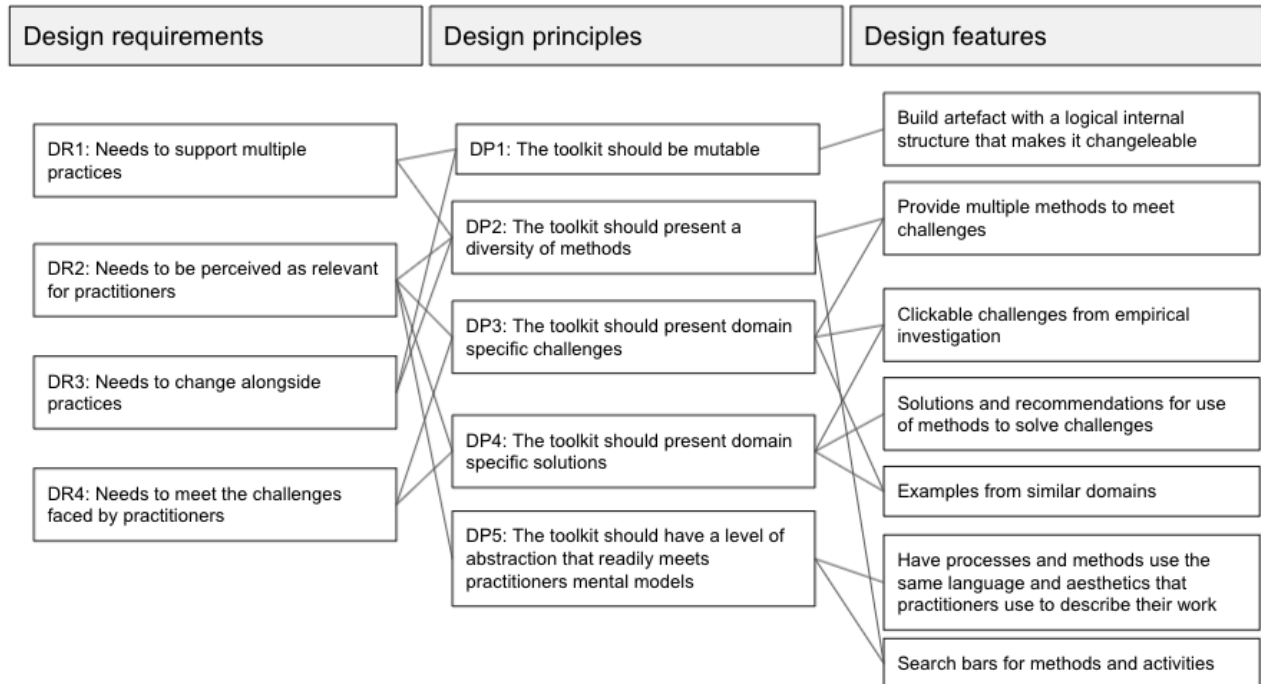 Design requirements
Design principles
Design features
DR1: Needs to support multiple
practices
DR2: Needs to be perceived as relevant
for practitioners
DR3: Needs to change alongside
practices
DR4: Needs to meet the challenges
faced by practitioners
DP1: The toolkit should be mutable
DP2: The toolkit should present a
diversity of methods
DP3: The toolkit should present domain
specific challenges
DP4: The toolkit should present domain
specific solutions
DP5: The toolkit should have a level of
abstraction that readily meets
practitioners mental models
Build artefact with a logical internal
structure that makes it changeleable
Provide multiple methods to meet
challenges
Clickable challenges from empirical
investigation
Solutions and recommendations for use
of methods to solve challenges
Examples from similar domains
Have processes and methods use the
same language and aesthetics that
practitioners use to describe their work
Search bars for methods and activities